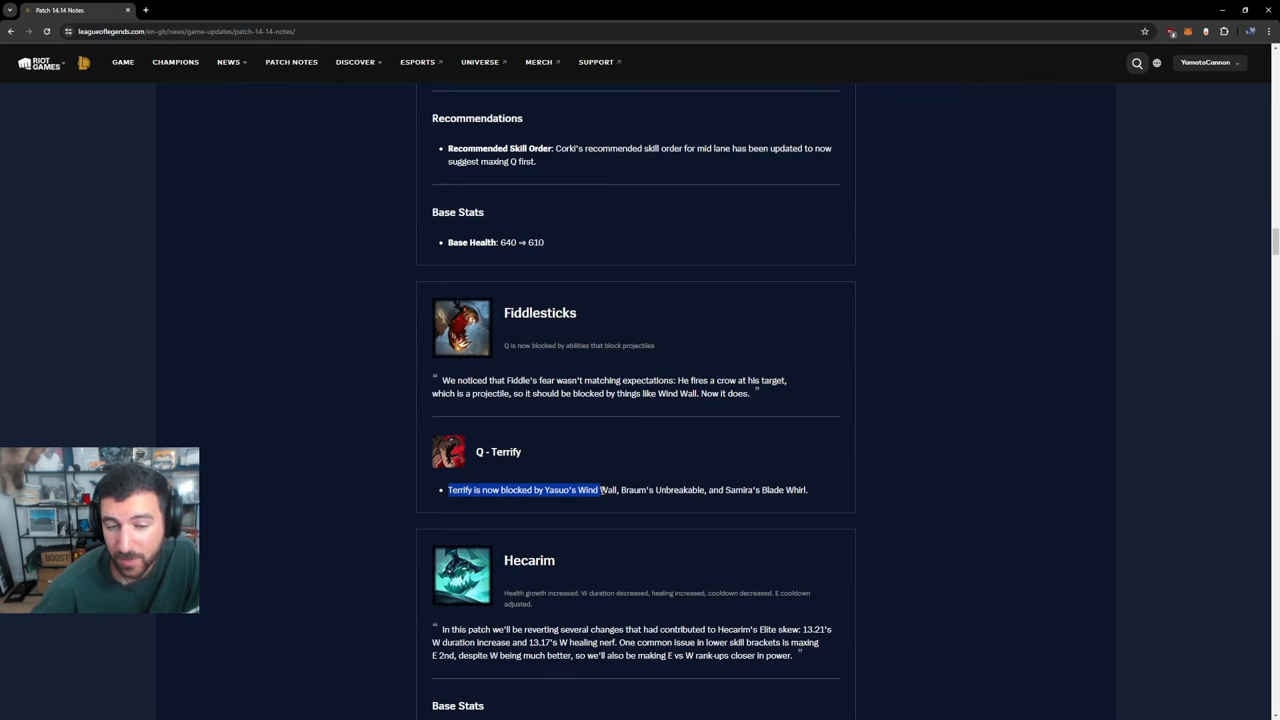 Patch 14.14 Notes
leagueoflegends.com/en-gb/news/game-updates/patch-14-14-notes/
RIOT GAMES GAME CHAMPIONS NEWS PATCH NOTES DISCOVER ESPORTS UNIVERSE MERCH SUPPORT YamatoCannon
Recommendations
Recommended Skill Order: Corki's recommended skill order for mid lane has been updated to now
suggest maxing Q first.
Base Stats
Base Health: 640 ⇒ 610
Fiddlesticks
Q is now blocked by abilities that block projectiles
“ We noticed that Fiddle's fear wasn't matching expectations: He fires a crow at his target,
which is a projectile, so it should be blocked by things like Wind Wall. Now it does. ”
Q - Terrify
Terrify is now blocked by Yasuo's Wind Wall, Braum's Unbreakable, and Samira's Blade Whirl.
BOOST
Hecarim
Health growth increased. W duration decreased, healing increased, cooldown decreased. E cooldown
adjusted.
“ In this patch we'll be reverting several changes that had contributed to Hecarim's Elite skew: 13.21's
W duration increase and 13.17's W healing nerf. One common issue in lower skill brackets is maxing
E 2nd, despite W being much better, so we'll also be making E vs W rank-ups closer in power. ”
Base Stats